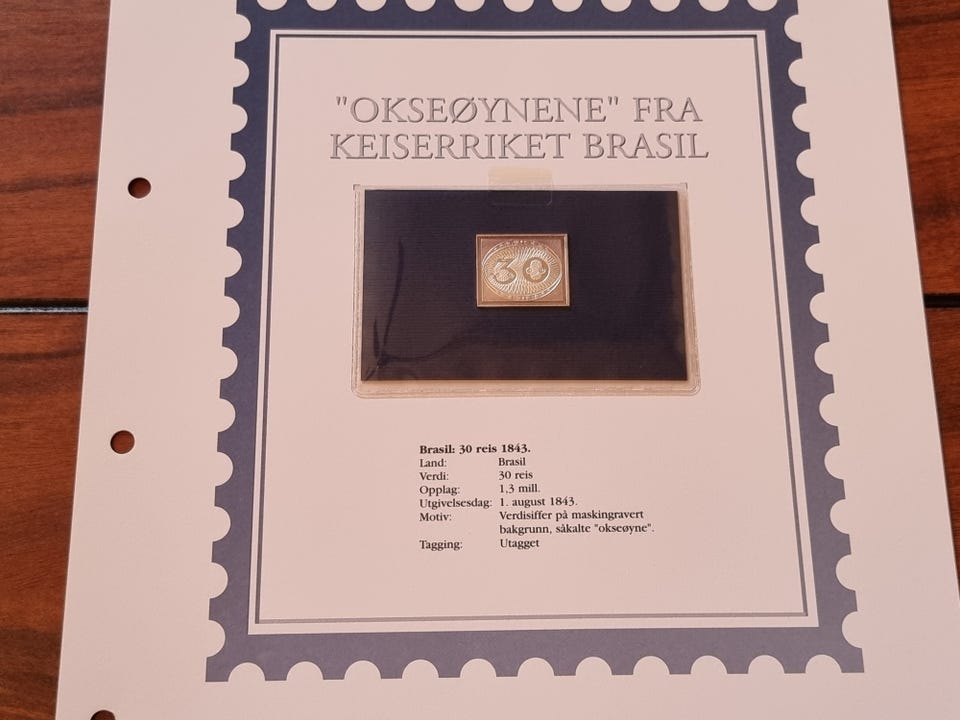 "OKSEØYNENE" FRA
KEISERRIKET BRASIL
30
Brasil: 30 reis 1843.
Land: Brasil
Verdi: 30 reis
Opplag: 1,3 mill.
Utgivelsesdag: 1. august 1843.
Motiv: Verdisiffer på maskingravert
bakgrunn, såkalte "okseøyne".
Tagging: Utagget